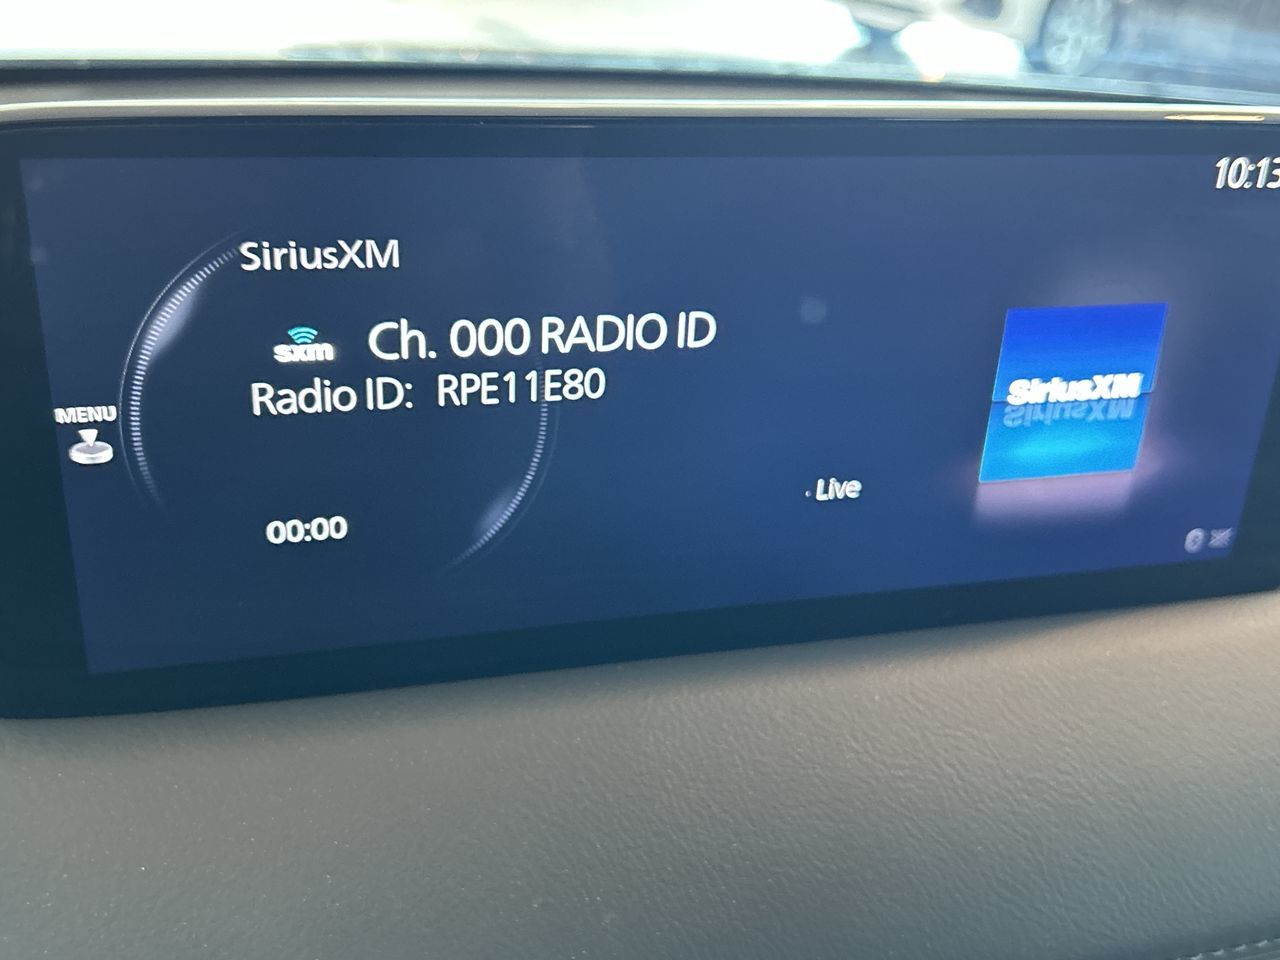 10:13
SiriusXM
sxm Ch. 000 RADIO ID
Radio ID: RPE11E80
SiriusXM
MENU
Live
00:00